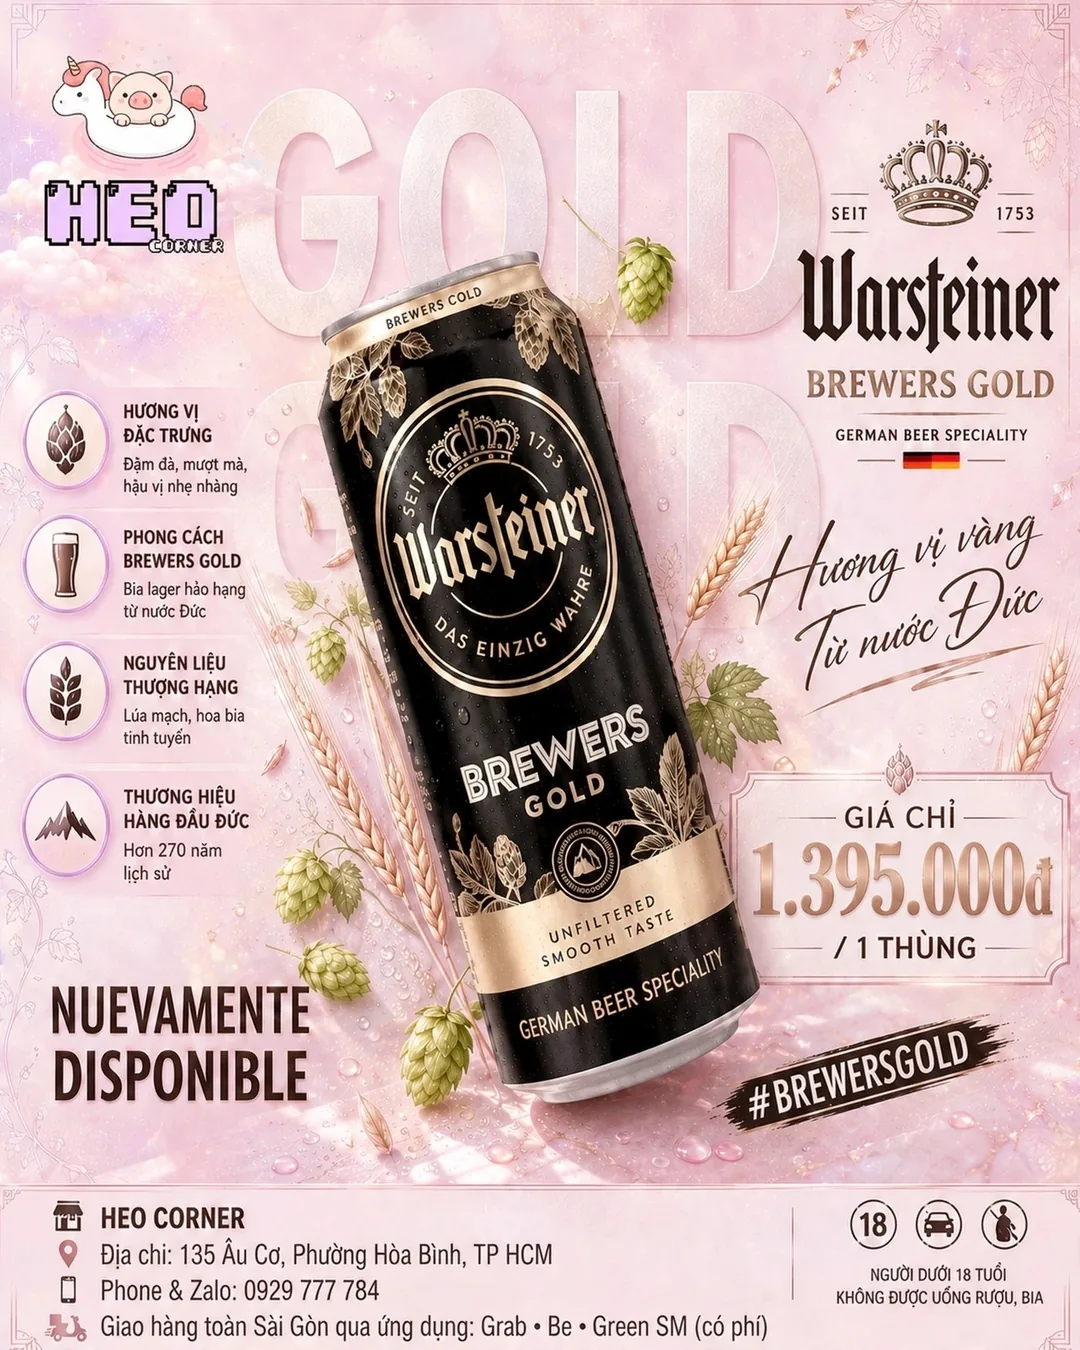 GOLD
GOLD
HEO
CORNER
SEIT 1753
Warsteiner
BREWERS GOLD
GERMAN BEER SPECIALITY
Hương vị vàng
Từ nước Đức
HƯƠNG VỊ
ĐẶC TRƯNG
Đậm đà, mượt mà,
hậu vị nhẹ nhàng
PHONG CÁCH
BREWERS GOLD
Bia lager hảo hạng
từ nước Đức
NGUYÊN LIỆU
THƯỢNG HẠNG
Lúa mạch, hoa bia
tinh tuyển
THƯƠNG HIỆU
HÀNG ĐẦU ĐỨC
Hơn 270 năm
lịch sử
BREWERS COLD
SEIT 1753
Warsteiner
DAS EINZIG WAHRE
BREWERS
GOLD
UNFILTERED
SMOOTH TASTE
GERMAN BEER SPECIALITY
GIÁ CHỈ
1.395.000đ
/ 1 THÙNG
NUEVAMENTE
DISPONIBLE
#BREWERSGOLD
HEO CORNER
Địa chỉ: 135 Âu Cơ, Phường Hòa Bình, TP HCM
Phone & Zalo: 0929 777 784
Giao hàng toàn Sài Gòn qua ứng dụng: Grab • Be • Green SM (có phí)
18
NGƯỜI DƯỚI 18 TUỔI
KHÔNG ĐƯỢC UỐNG RƯỢU, BIA